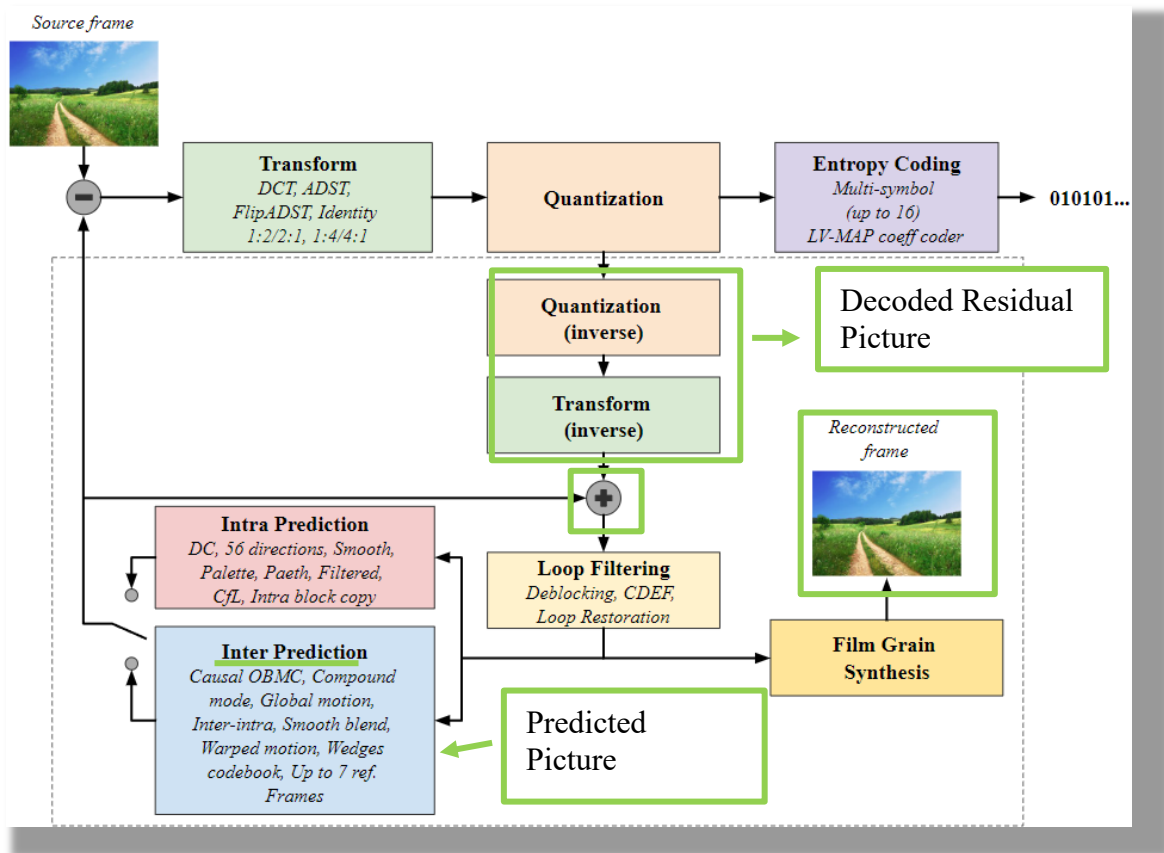 Source frame
Transform
DCT, ADST,
FlipADST, Identity
1:2/2:1, 1:4/4:1
Quantization
Entropy Coding
Multi-symbol
(up to 16)
LV-MAP coeff coder
010101...
Quantization
(inverse)
Decoded Residual
Picture
Transform
(inverse)
Reconstructed
frame
Intra Prediction
DC, 56 directions, Smooth,
Palette, Paeth, Filtered,
CfL, Intra block copy
Loop Filtering
Deblocking, CDEF,
Loop Restoration
Inter Prediction
Causal OBMC, Compound
mode, Global motion,
Inter-intra, Smooth blend,
Warped motion, Wedges
codebook, Up to 7 ref.
Frames
Film Grain
Synthesis
Predicted
Picture